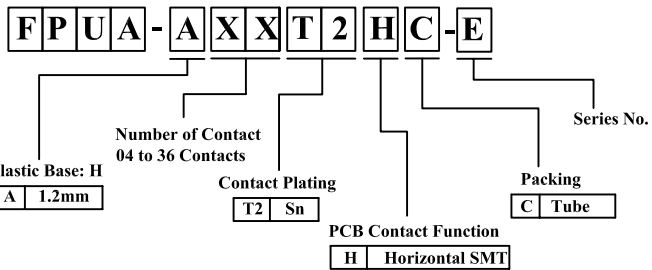 FPUA-AXXT2HC-E
Series No.
Number of Contact
04 to 36 Contacts
lastic Base: H
A 1.2mm
Contact Plating
T2 Sn
Packing
C Tube
PCB Contact Function
H Horizontal SMT